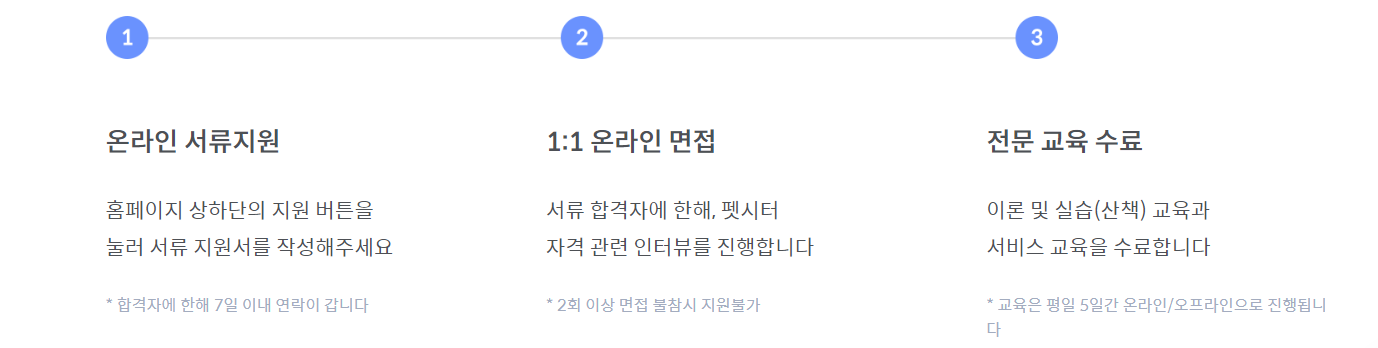 1
2
3
온라인 서류지원
홈페이지 상하단의 지원 버튼을
눌러 서류 지원서를 작성해주세요
* 합격자에 한해 7일 이내 연락이 갑니다
1:1 온라인 면접
서류 합격자에 한해, 펫시터
자격 관련 인터뷰를 진행합니다
* 2회 이상 면접 불참시 지원불가
전문 교육 수료
이론 및 실습(산책) 교육과
서비스 교육을 수료합니다
* 교육은 평일 5일간 온라인/오프라인으로 진행됩니
다